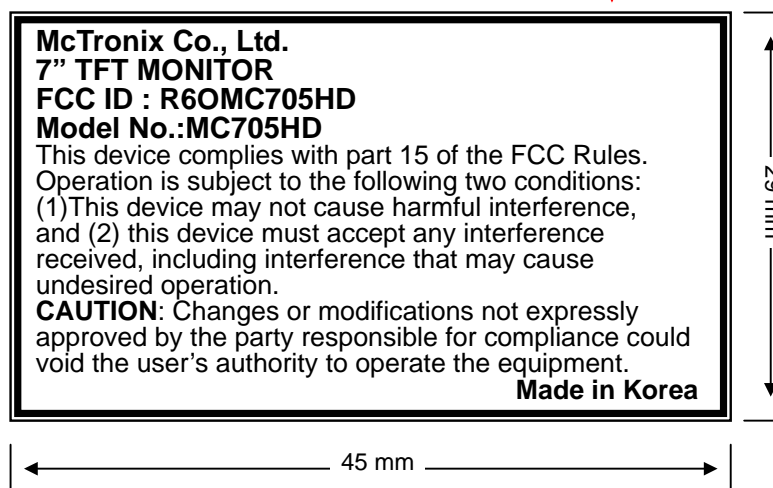 McTronix Co., Ltd.
7” TFT MONITOR
FCC ID : R6OMC705HD
Model No.:MC705HD
This device complies with part 15 of the FCC Rules.
Operation is subject to the following two conditions:
(1)This device may not cause harmful interference,
and (2) this device must accept any interference
received, including interference that may cause
undesired operation.
CAUTION: Changes or modifications not expressly
approved by the party responsible for compliance could
void the user’s authority to operate the equipment.
Made in Korea
45 mm